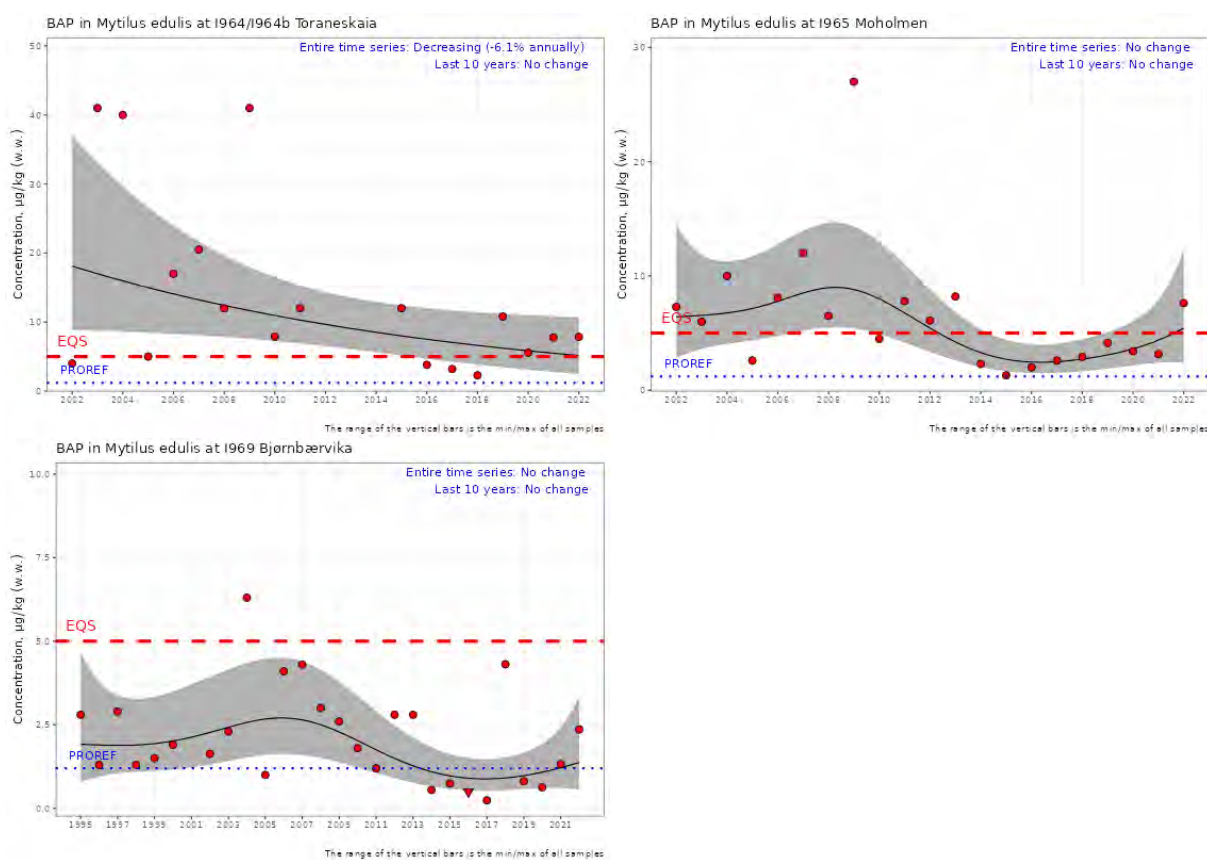 BAP in Mytilus edulis at I964/I964b Toraneskaia
Entire time series: Decreasing (-6.1% annually)
Last 10 years: No change
Concentration, µg/kg (w.w.)
50
40
30
20
10
0
EQS
PROREF
2002 2004 2006 2008 2010 2012 2014 2016 2018 2020 2022
The range of the vertical bars is the min/max of all samples
BAP in Mytilus edulis at I965 Moholmen
Entire time series: No change
Last 10 years: No change
Concentration, µg/kg (w.w.)
30
20
10
0
EQS
PROREF
2002 2004 2006 2008 2010 2012 2014 2016 2018 2020 2022
The range of the vertical bars is the min/max of all samples
BAP in Mytilus edulis at I969 Bjørnbærvika
Entire time series: No change
Last 10 years: No change
Concentration, µg/kg (w.w.)
10.0
7.5
5.0
2.5
0.0
EQS
PROREF
1995 1997 1999 2001 2003 2005 2007 2009 2011 2013 2015 2017 2019 2021
The range of the vertical bars is the min/max of all samples